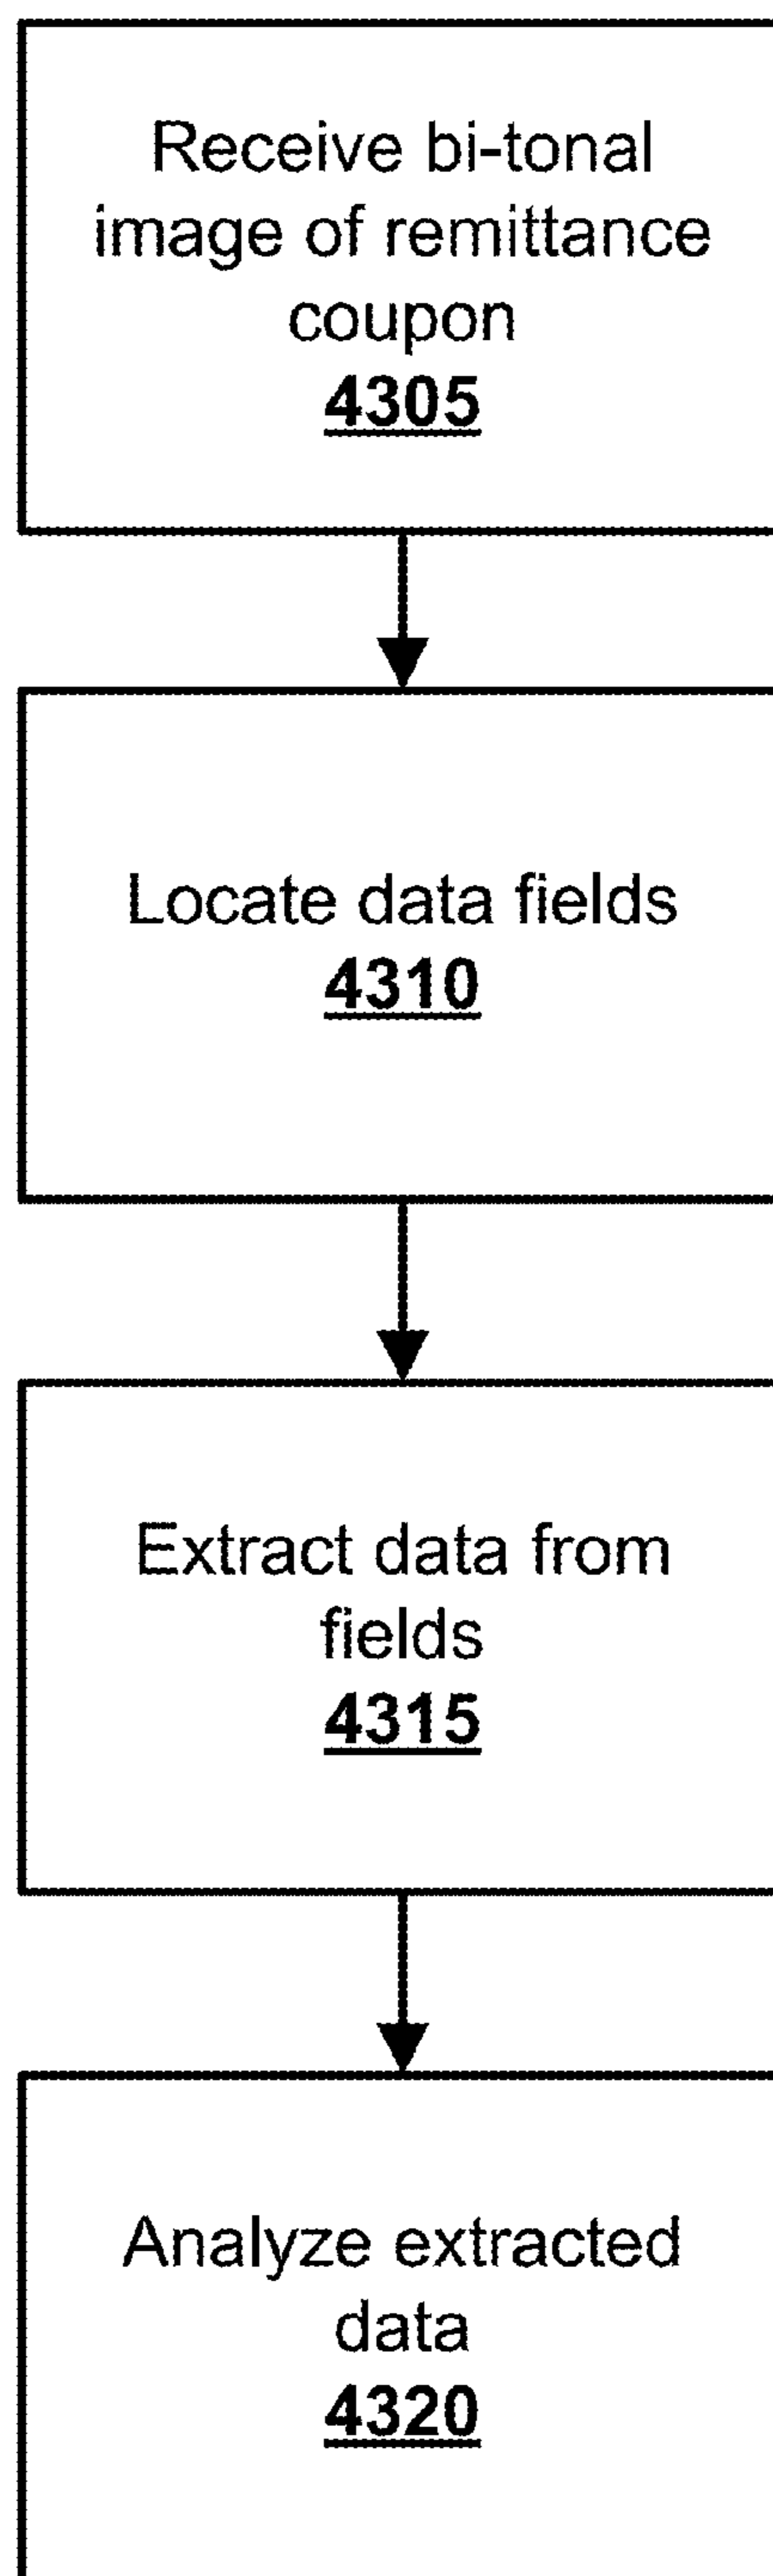 Receive bi-tonal
image of remittance
coupon
4305
Locate data fields
4310
Extract data from
fields
4315
Analyze extracted
data
4320